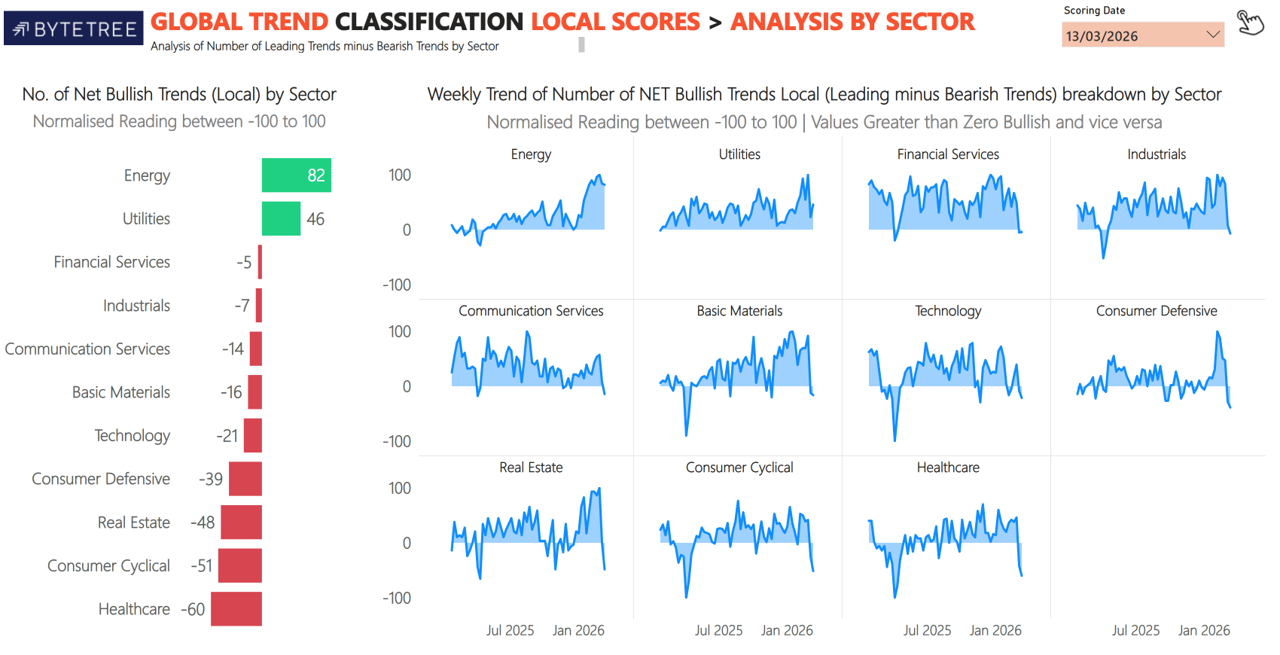 BYTETREE
GLOBAL TREND CLASSIFICATION LOCAL SCORES > ANALYSIS BY SECTOR
Analysis of Number of Leading Trends minus Bearish Trends by Sector
Scoring Date
13/03/2026
No. of Net Bullish Trends (Local) by Sector
Normalised Reading between -100 to 100
Energy 82
Utilities 46
Financial Services -5
Industrials -7
Communication Services -14
Basic Materials -16
Technology -21
Consumer Defensive -39
Real Estate -48
Consumer Cyclical -51
Healthcare -60
Weekly Trend of Number of NET Bullish Trends Local (Leading minus Bearish Trends) breakdown by Sector
Normalised Reading between -100 to 100 | Values Greater than Zero Bullish and vice versa
Energy Utilities Financial Services Industrials
100
0
-100
Communication Services Basic Materials Technology Consumer Defensive
100
0
-100
Real Estate Consumer Cyclical Healthcare
100
0
-100
Jul 2025 Jan 2026 Jul 2025 Jan 2026 Jul 2025 Jan 2026 Jul 2025 Jan 2026